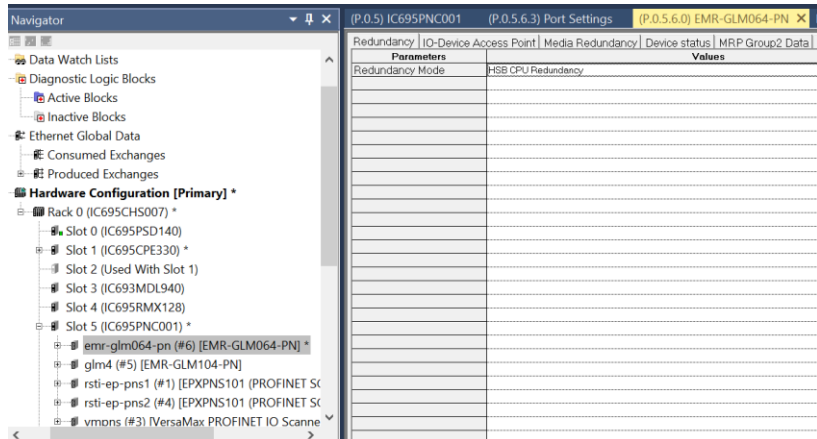 Navigator
Data Watch Lists
Diagnostic Logic Blocks
Active Blocks
Inactive Blocks
Ethernet Global Data
Consumed Exchanges
Produced Exchanges
Hardware Configuration [Primary] *
Rack 0 (IC695CHS007) *
Slot 0 (IC695PSD140)
Slot 1 (IC695CPE330) *
Slot 2 (Used With Slot 1)
Slot 3 (IC693MDL940)
Slot 4 (IC695RMX128)
Slot 5 (IC695PNC001) *
emr-glm064-pn (#6) [EMR-GLM064-PN] *
glm4 (#5) [EMR-GLM104-PN]
rsti-ep-pns1 (#1) [EPXPNS101 (PROFINET SC
rsti-ep-pns2 (#4) [EPXPNS101 (PROFINET SC
vmpns (#3) [VersaMax PROFINET IO Scanne
(P.0.5) IC695PNC001 (P.0.5.6.3) Port Settings (P.0.5.6.0) EMR-GLM064-PN
Redundancy IO-Device Access Point Media Redundancy Device status MRP Group2 Data
Parameters Values
Redundancy Mode HSB CPU Redundancy